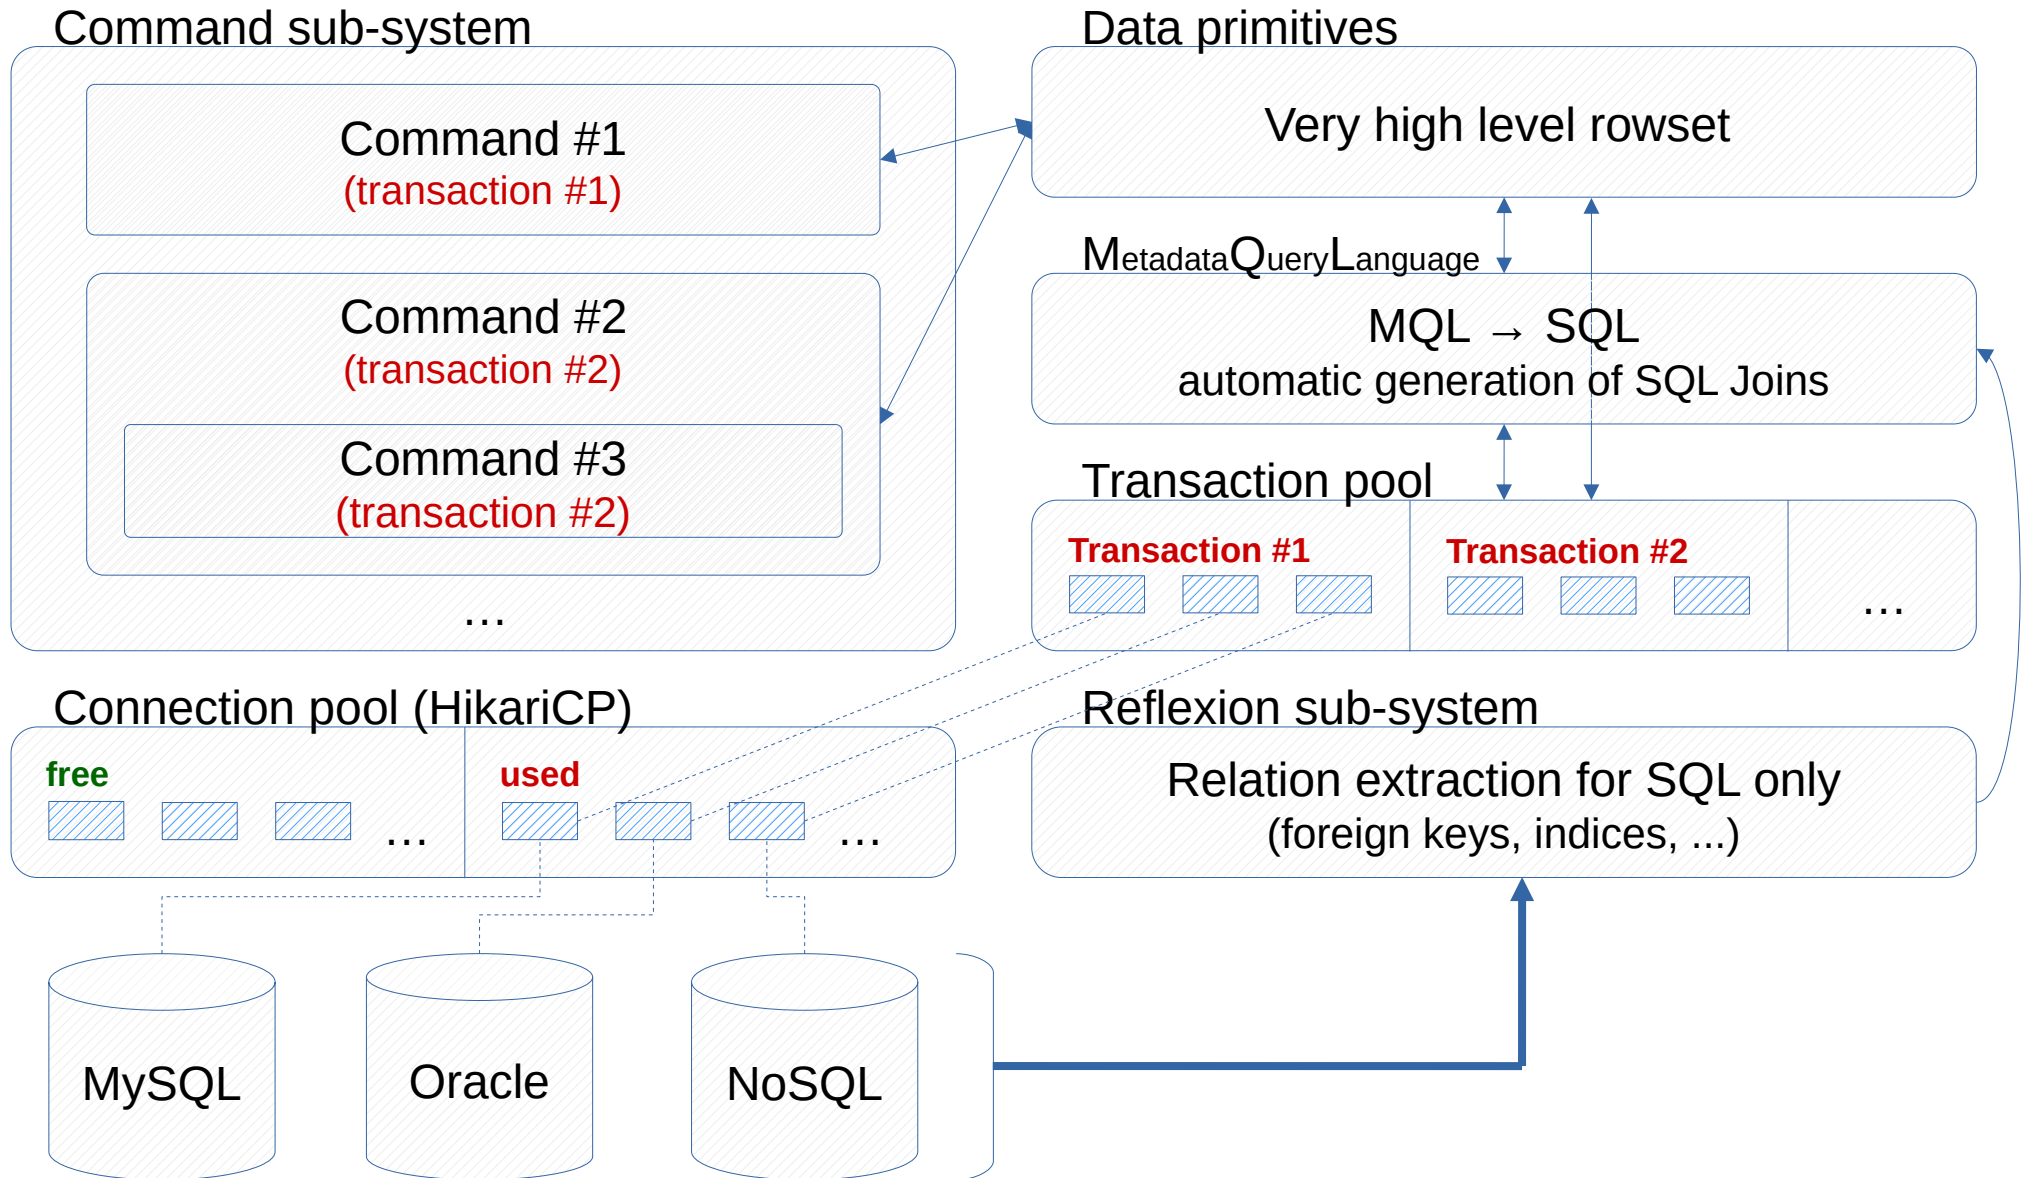 Command sub-system
Command #1
(transaction #1)
Command #2
(transaction #2)
Command #3
(transaction #2)
...
Data primitives
Very high level rowset
MetadataQueryLanguage
MQL → SQL
automatic generation of SQL Joins
Transaction pool
Transaction #1
Transaction #2
...
Connection pool (HikariCP)
free
...
used
...
Reflexion sub-system
Relation extraction for SQL only
(foreign keys, indices, ...)
MySQL
Oracle
NoSQL